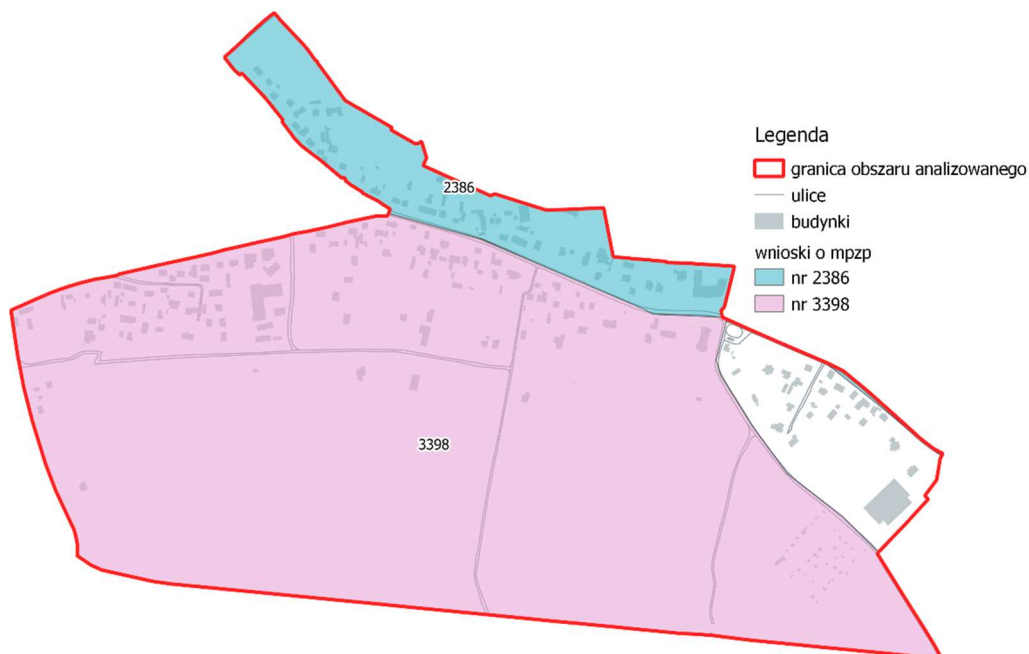 2386
3398
Legenda
granica obszaru analizowanego
ulice
budynki
wnioski o mpzp
nr 2386
nr 3398